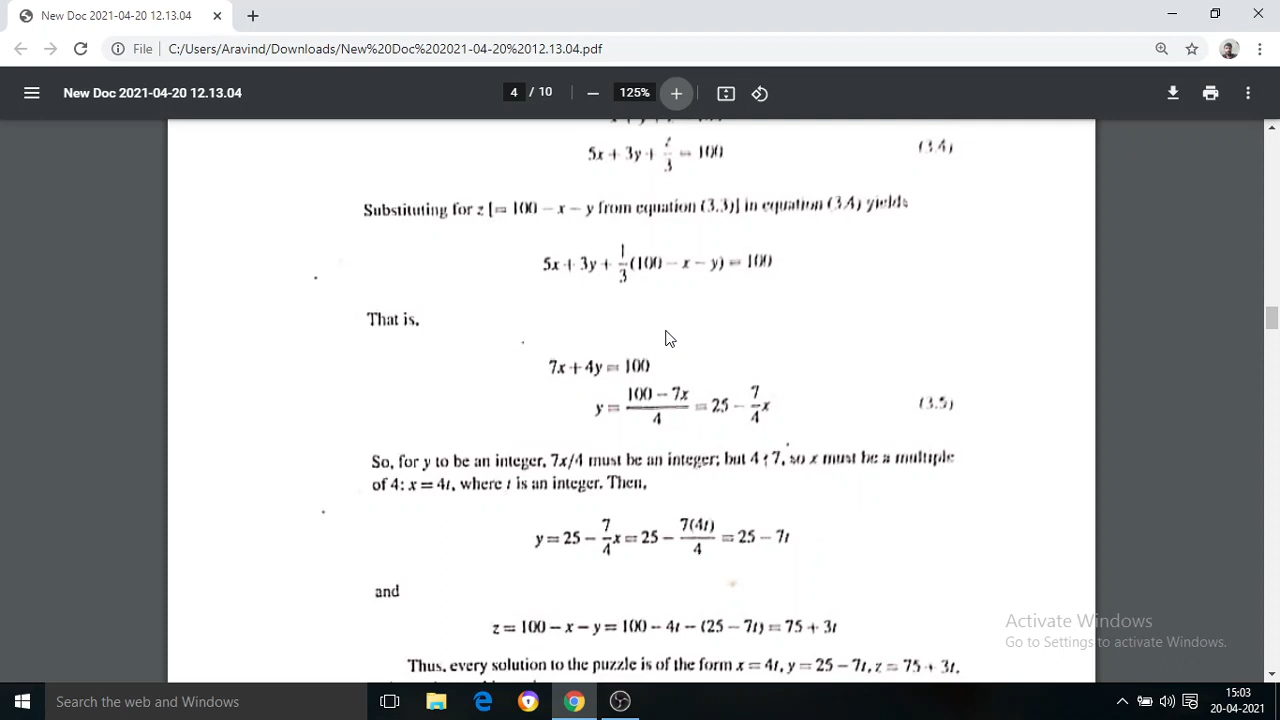 New Doc 2021-04-20 12.13.04
File C:/Users/Aravind/Downloads/New%20Doc%202021-04-20%2012.13.04.pdf
New Doc 2021-04-20 12.13.04
4 / 10
125%
5x + 3y + z/3 = 100 (3.4)
Substituting for z [= 100 − x − y from equation (3.3)] in equation (3.4) yields
5x + 3y + 1/3(100 − x − y) = 100
That is,
7x + 4y = 100
y = 100 − 7x/4 = 25 − 7/4x (3.5)
So, for y to be an integer, 7x/4 must be an integer; but 4 ∤ 7, so x must be a multiple
of 4: x = 4t, where t is an integer. Then,
y = 25 − 7/4x = 25 − 7(4t)/4 = 25 − 7t
and
z = 100 − x − y = 100 − 4t − (25 − 7t) = 75 + 3t
Thus, every solution to the puzzle is of the form x = 4t, y = 25 − 7t, z = 75 + 3t,
Activate Windows
Go to Settings to activate Windows.
Search the web and Windows
15:03
20-04-2021